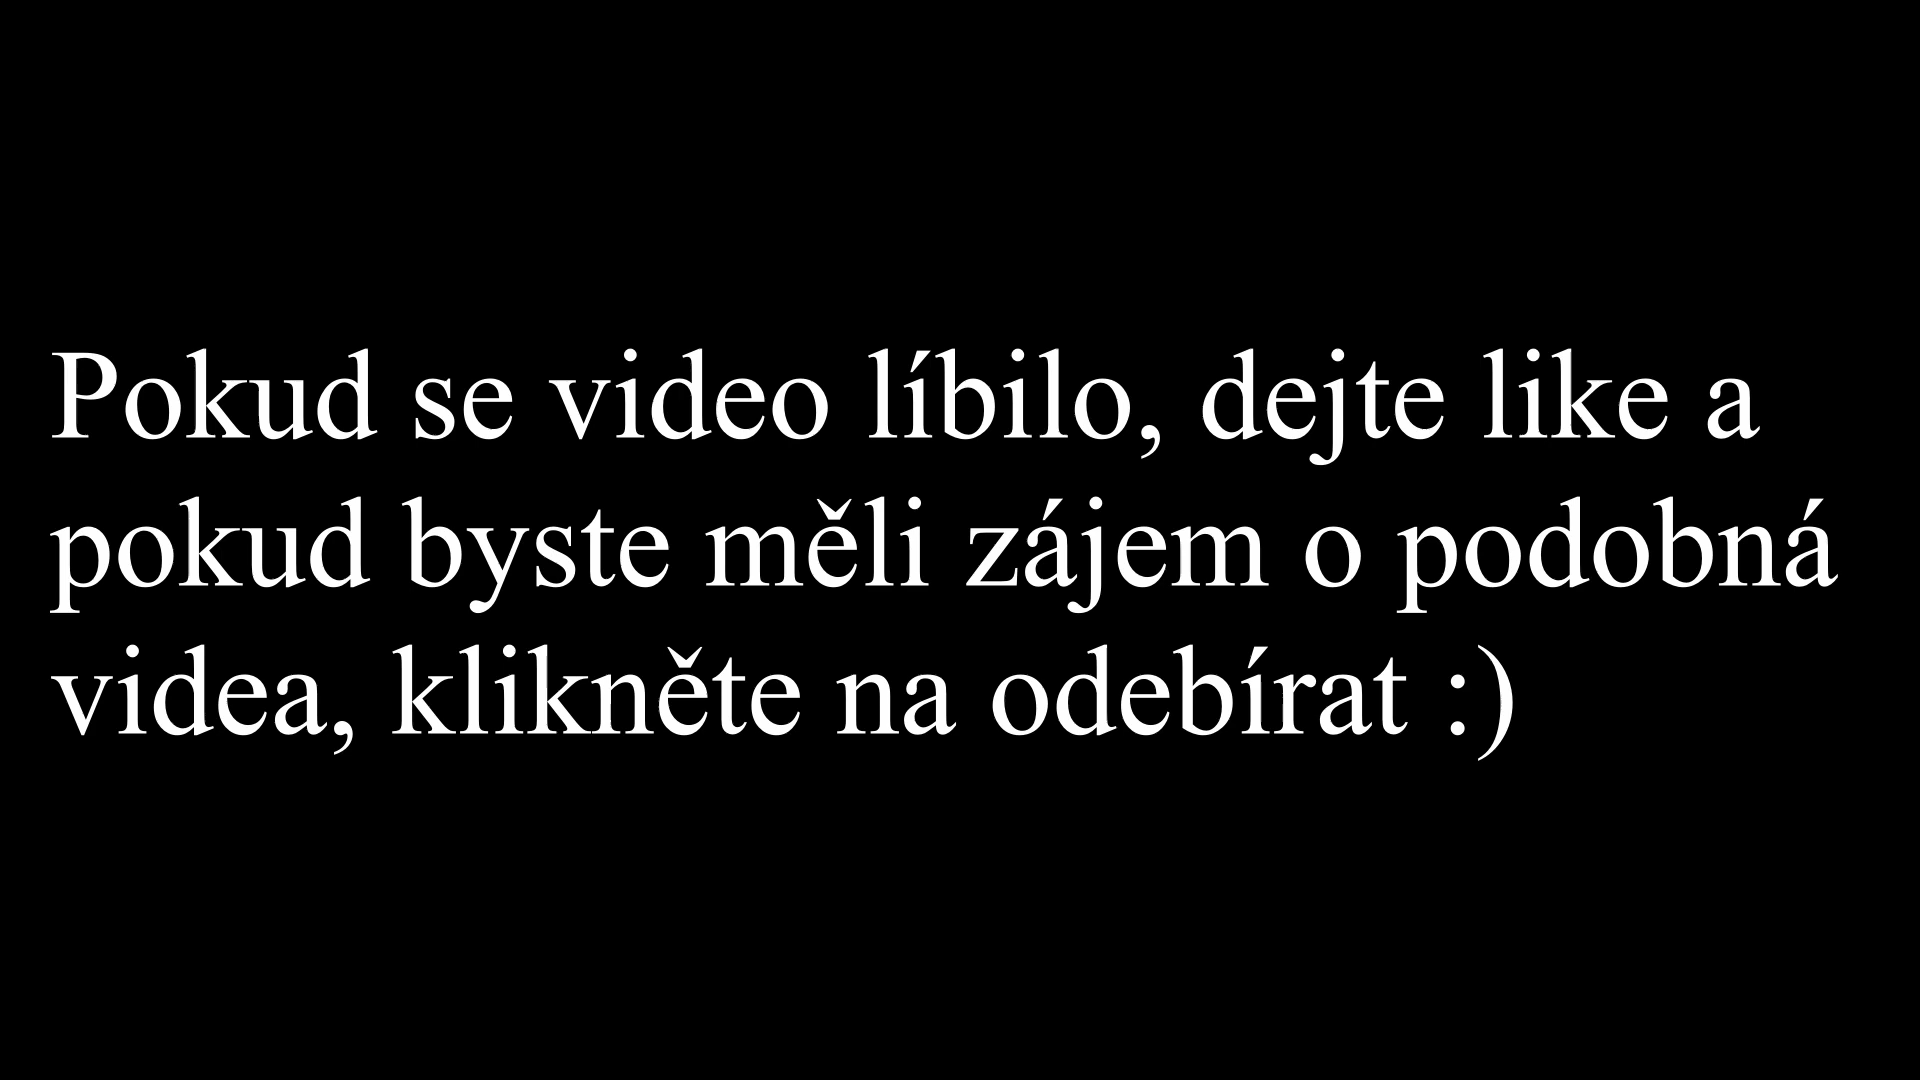 Pokud se video líbilo, dejte like a
pokud byste měli zájem o podobná
videa, klikněte na odebírat :)